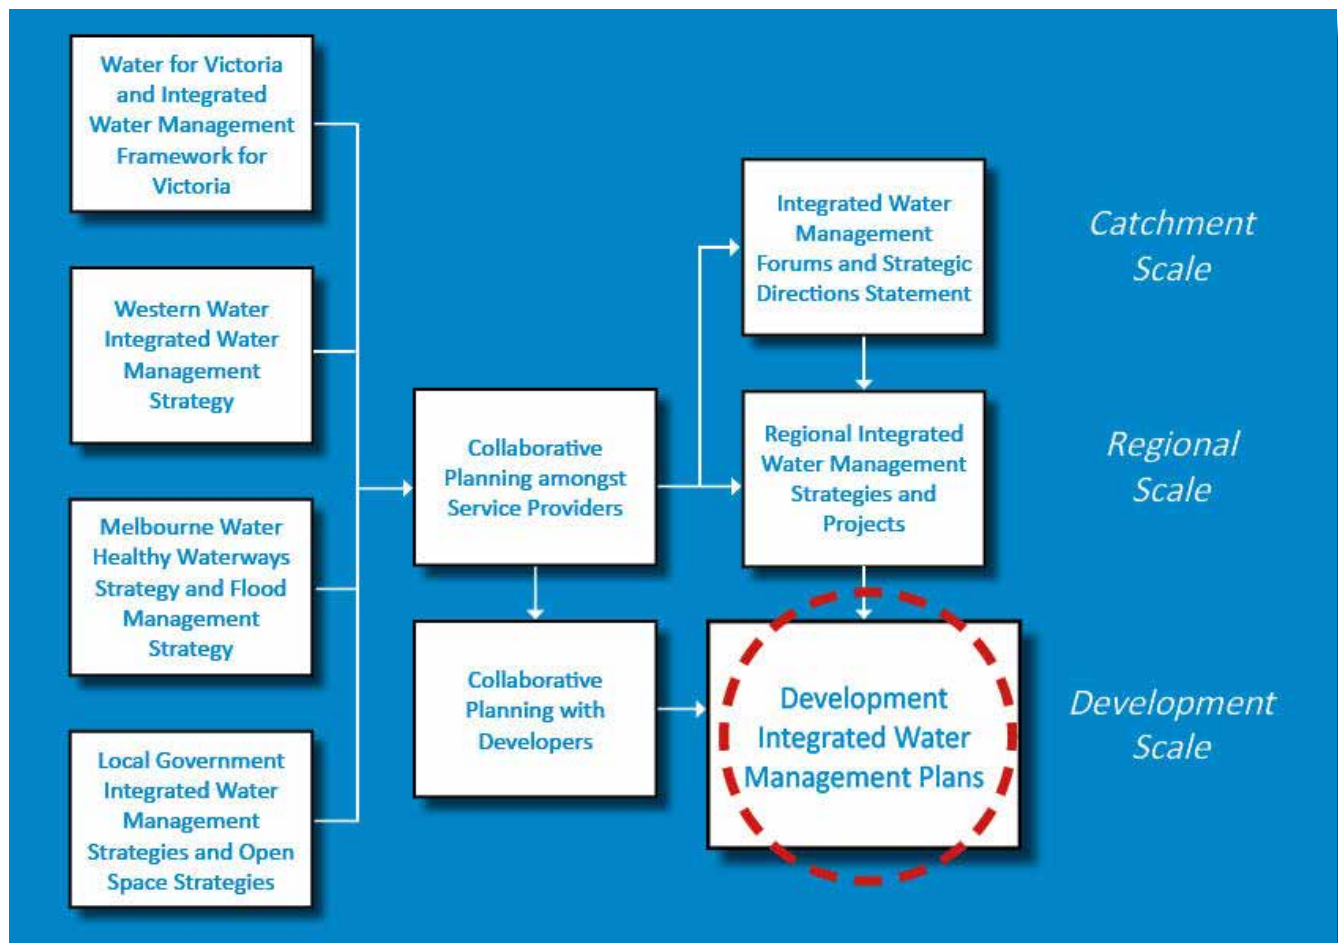 Water for Victoria
and Integrated
Water Management
Framework for
Victoria
Western Water
Integrated Water
Management
Strategy
Melbourne Water
Healthy Waterways
Strategy and Flood
Management
Strategy
Local Government
Integrated Water
Management
Strategies and Open
Space Strategies
Collaborative
Planning amongst
Service Providers
Collaborative
Planning with
Developers
Integrated Water
Management
Forums and Strategic
Directions Statement
Regional Integrated
Water Management
Strategies and
Projects
Development
Integrated Water
Management Plans
Catchment
Scale
Regional
Scale
Development
Scale